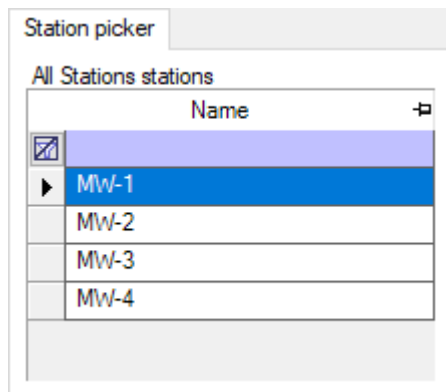 Station picker
All Stations stations
Name
MW-1
MW-2
MW-3
MW-4